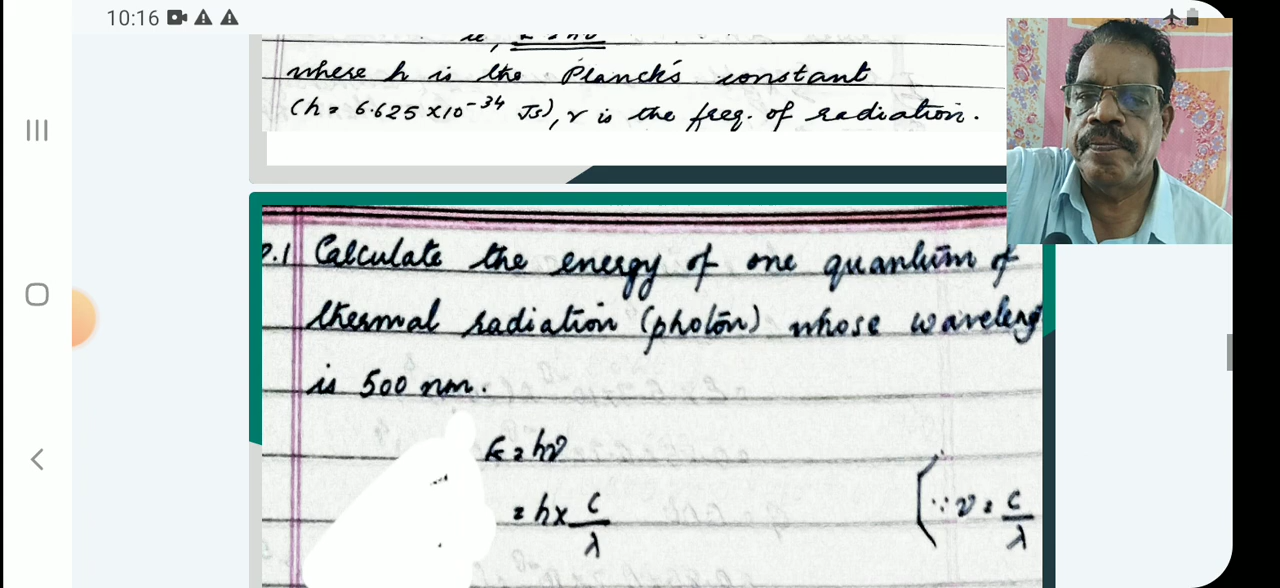 10:16
where h is the Planck's constant
(h = 6.625 × 10⁻³⁴ Js), ν is the freq. of radiation.
.1 Calculate the energy of one quantum of
thermal radiation (photon) whose waveleng
is 500 nm.
E = hν
= h × c/λ
(∵ ν = c/λ